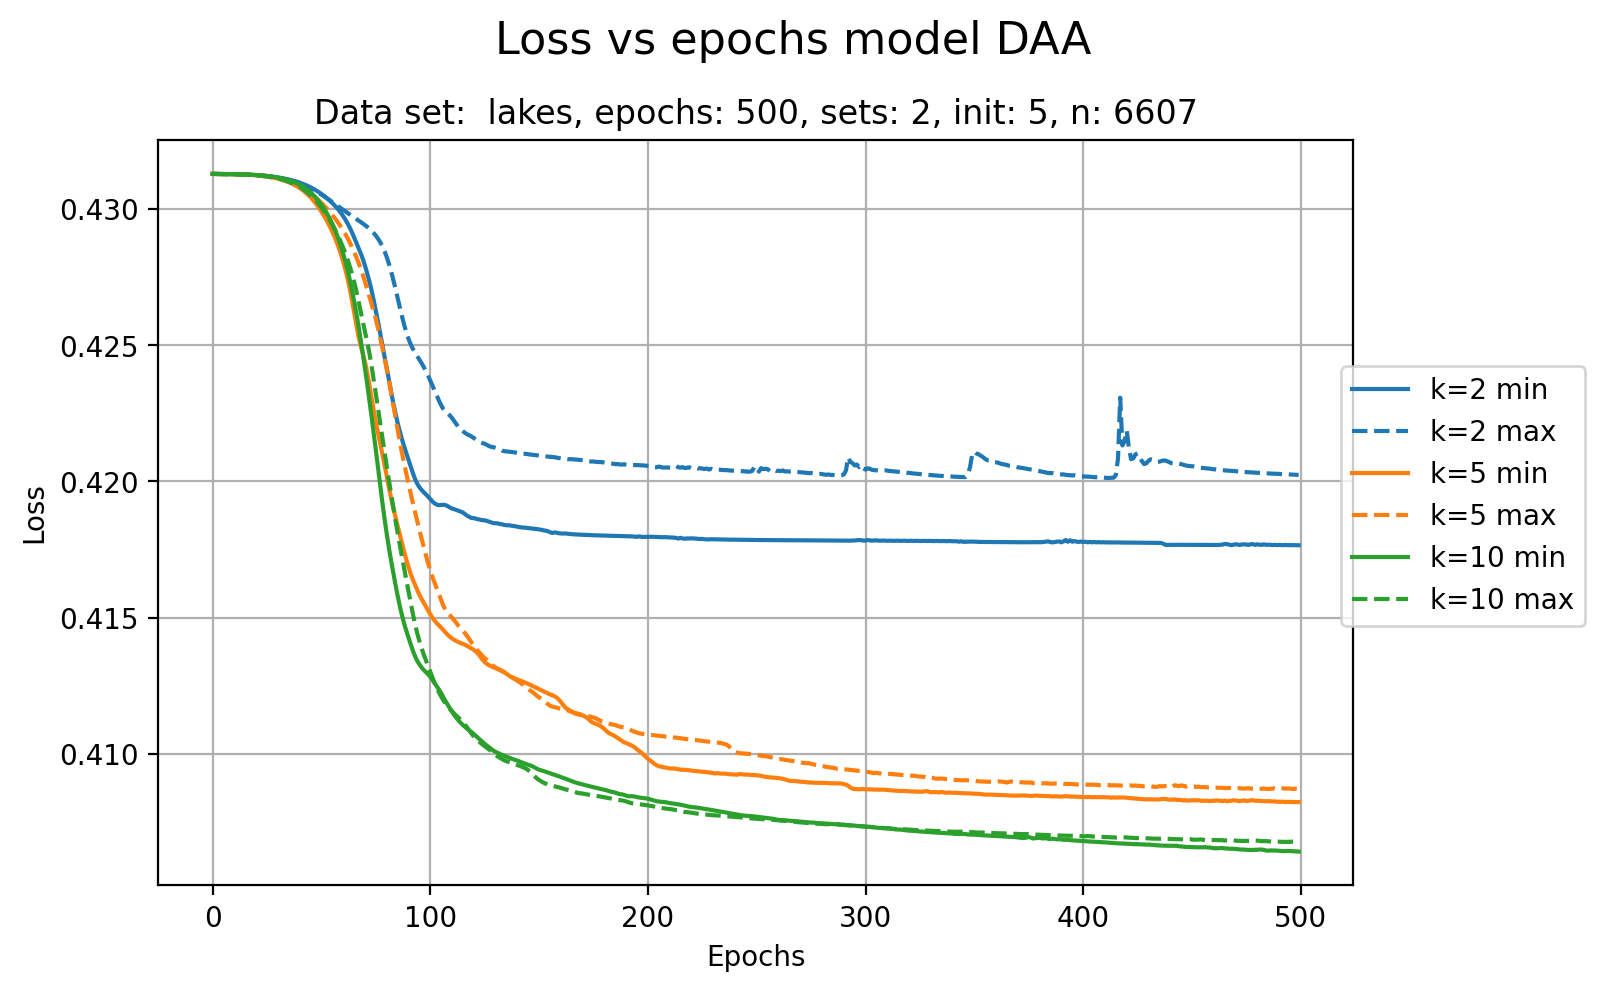 Loss vs epochs model DAA
Data set:  lakes, epochs: 500, sets: 2, init: 5, n: 6607
0.430
0.425
0.420
0.415
0.410
Loss
0
100
200
300
400
500
Epochs
k=2 min
k=2 max
k=5 min
k=5 max
k=10 min
k=10 max